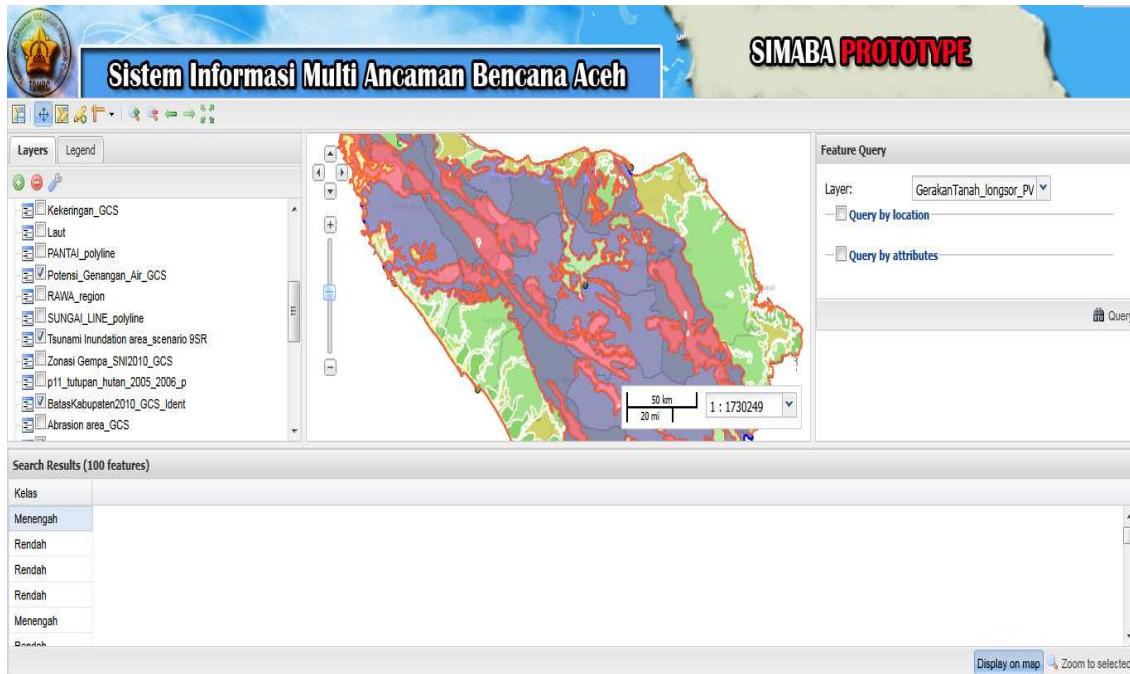 TDMRC
Sistem Informasi Multi Ancaman Bencana Aceh
SIMABA PROTOTYPE
Layers
Legend
Kekeringan_GCS
Laut
PANTAI_polyline
Potensi_Genangan_Air_GCS
RAWA_region
SUNGAI_LINE_polyline
Tsunami Inundation area_scenario 9SR
Zonasi Gempa_SNI2010_GCS
p11_tutupan_hutan_2005_2006_p
BatasKabupaten2010_GCS_Ident
Abrasion area_GCS
50 km
20 mi
1 : 1730249
Feature Query
Layer:
GerakanTanah_longsor_PV
Query by location
Query by attributes
Query
Search Results (100 features)
Kelas
Menengah
Rendah
Rendah
Rendah
Menengah
Rendah
Display on map
Zoom to selected